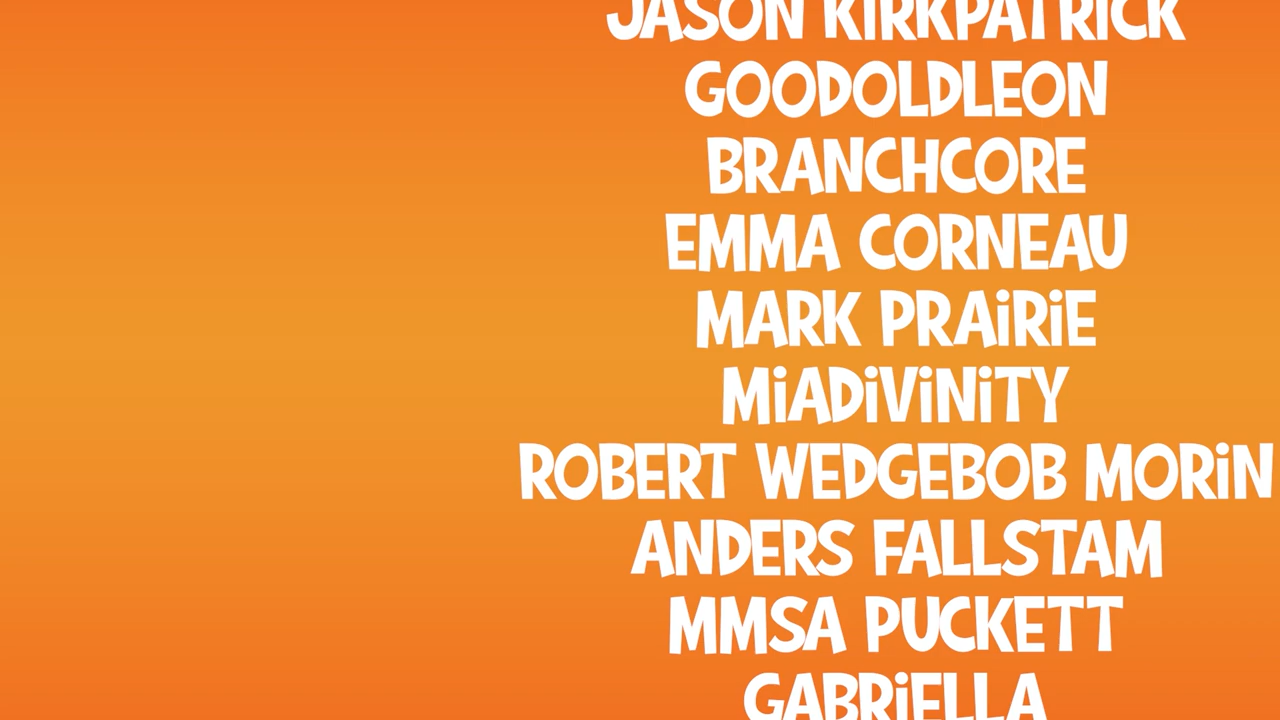 JASON KIRKPATRICK
GOODOLDLEON
BRANCHCORE
EMMA CORNEAU
MARK PRAiRiE
MiADiViNiTY
ROBERT WEDGEBOB MORiN
ANDERS FALLSTAM
MMSA PUCKETT
GABRiELLA